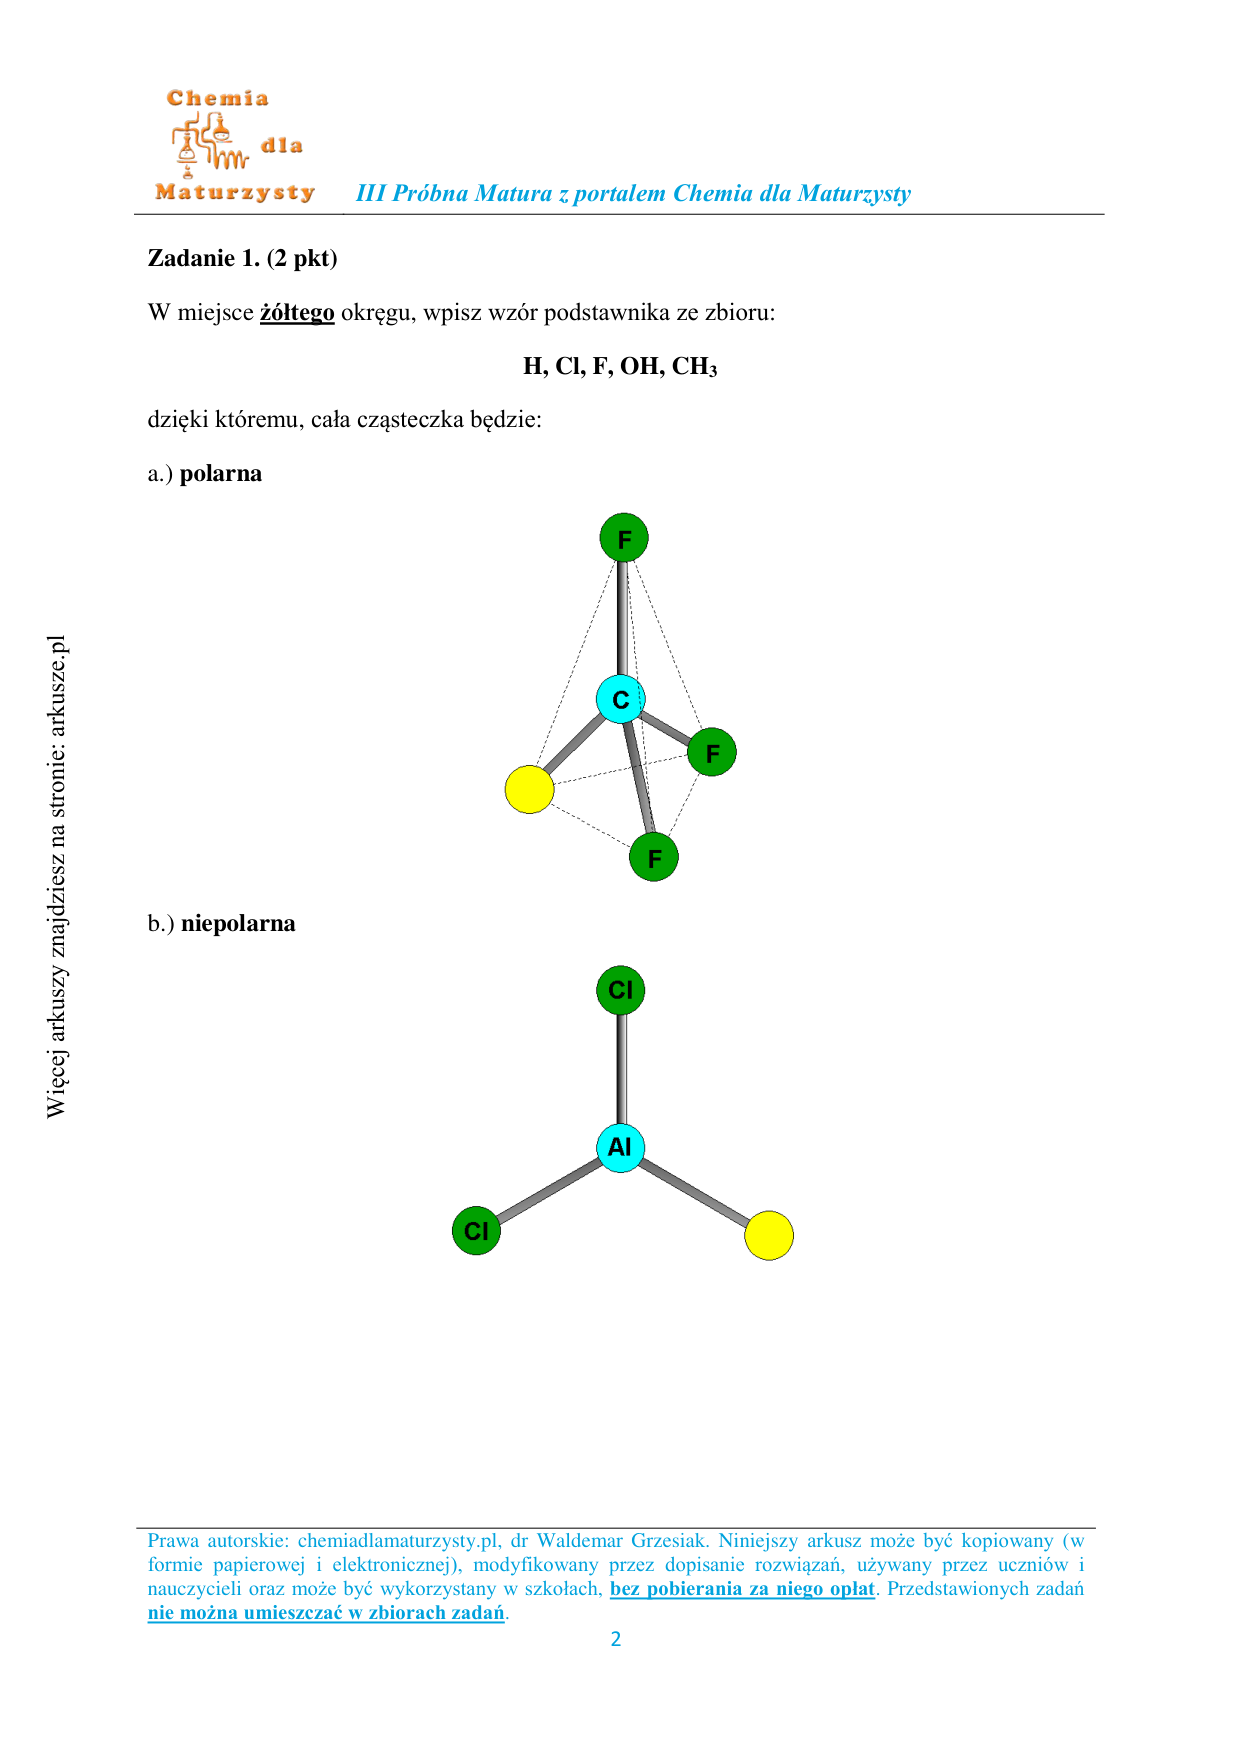 Chemia
dla
Maturzysty
III Próbna Matura z portalem Chemia dla Maturzysty
Zadanie 1. (2 pkt)
W miejsce żółtego okręgu, wpisz wzór podstawnika ze zbioru:
H, Cl, F, OH, CH₃
dzięki któremu, cała cząsteczka będzie:
a.) polarna
F
C
F
F
b.) niepolarna
Cl
Al
Cl
Więcej arkuszy znajdziesz na stronie: arkusze.pl
Prawa autorskie: chemiadlamaturzysty.pl, dr Waldemar Grzesiak. Niniejszy arkusz może być kopiowany (w
formie papierowej i elektronicznej), modyfikowany przez dopisanie rozwiązań, używany przez uczniów i
nauczycieli oraz może być wykorzystany w szkołach, bez pobierania za niego opłat. Przedstawionych zadań
nie można umieszczać w zbiorach zadań.
2